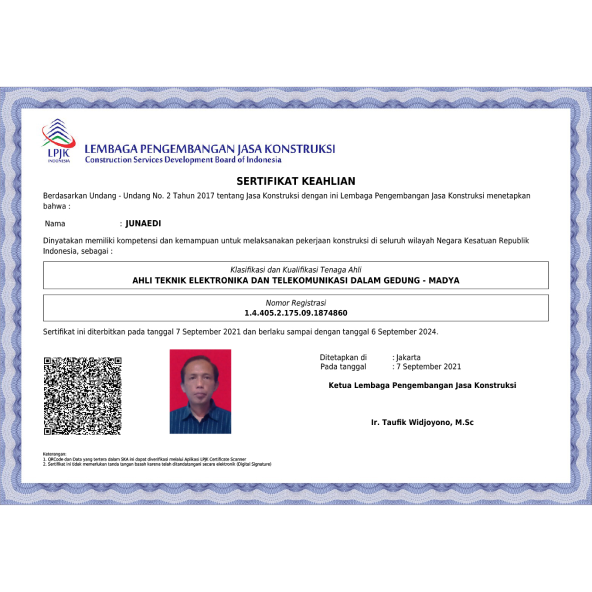 LPJK
INDONESIA
LEMBAGA PENGEMBANGAN JASA KONSTRUKSI
Construction Services Development Board of Indonesia
SERTIFIKAT KEAHLIAN
Berdasarkan Undang - Undang No. 2 Tahun 2017 tentang Jasa Konstruksi dengan ini Lembaga Pengembangan Jasa Konstruksi menetapkan
bahwa :
Nama : JUNAEDI
Dinyatakan memiliki kompetensi dan kemampuan untuk melaksanakan pekerjaan konstruksi di seluruh wilayah Negara Kesatuan Republik
Indonesia, sebagai :
Klasifikasi dan Kualifikasi Tenaga Ahli
AHLI TEKNIK ELEKTRONIKA DAN TELEKOMUNIKASI DALAM GEDUNG - MADYA
Nomor Registrasi
1.4.405.2.175.09.1874860
Sertifikat ini diterbitkan pada tanggal 7 September 2021 dan berlaku sampai dengan tanggal 6 September 2024.
Ditetapkan di : Jakarta
Pada tanggal : 7 September 2021
Ketua Lembaga Pengembangan Jasa Konstruksi
Ir. Taufik Widjoyono, M.Sc
Keterangan:
1. QRCode dan Data yang tertera dalam SKA ini dapat diverifikasi melalui Aplikasi LPJK Certificate Scanner
2. Sertifikat ini tidak memerlukan tanda tangan basah karena telah ditandatangani secara elektronik (Digital Signature)